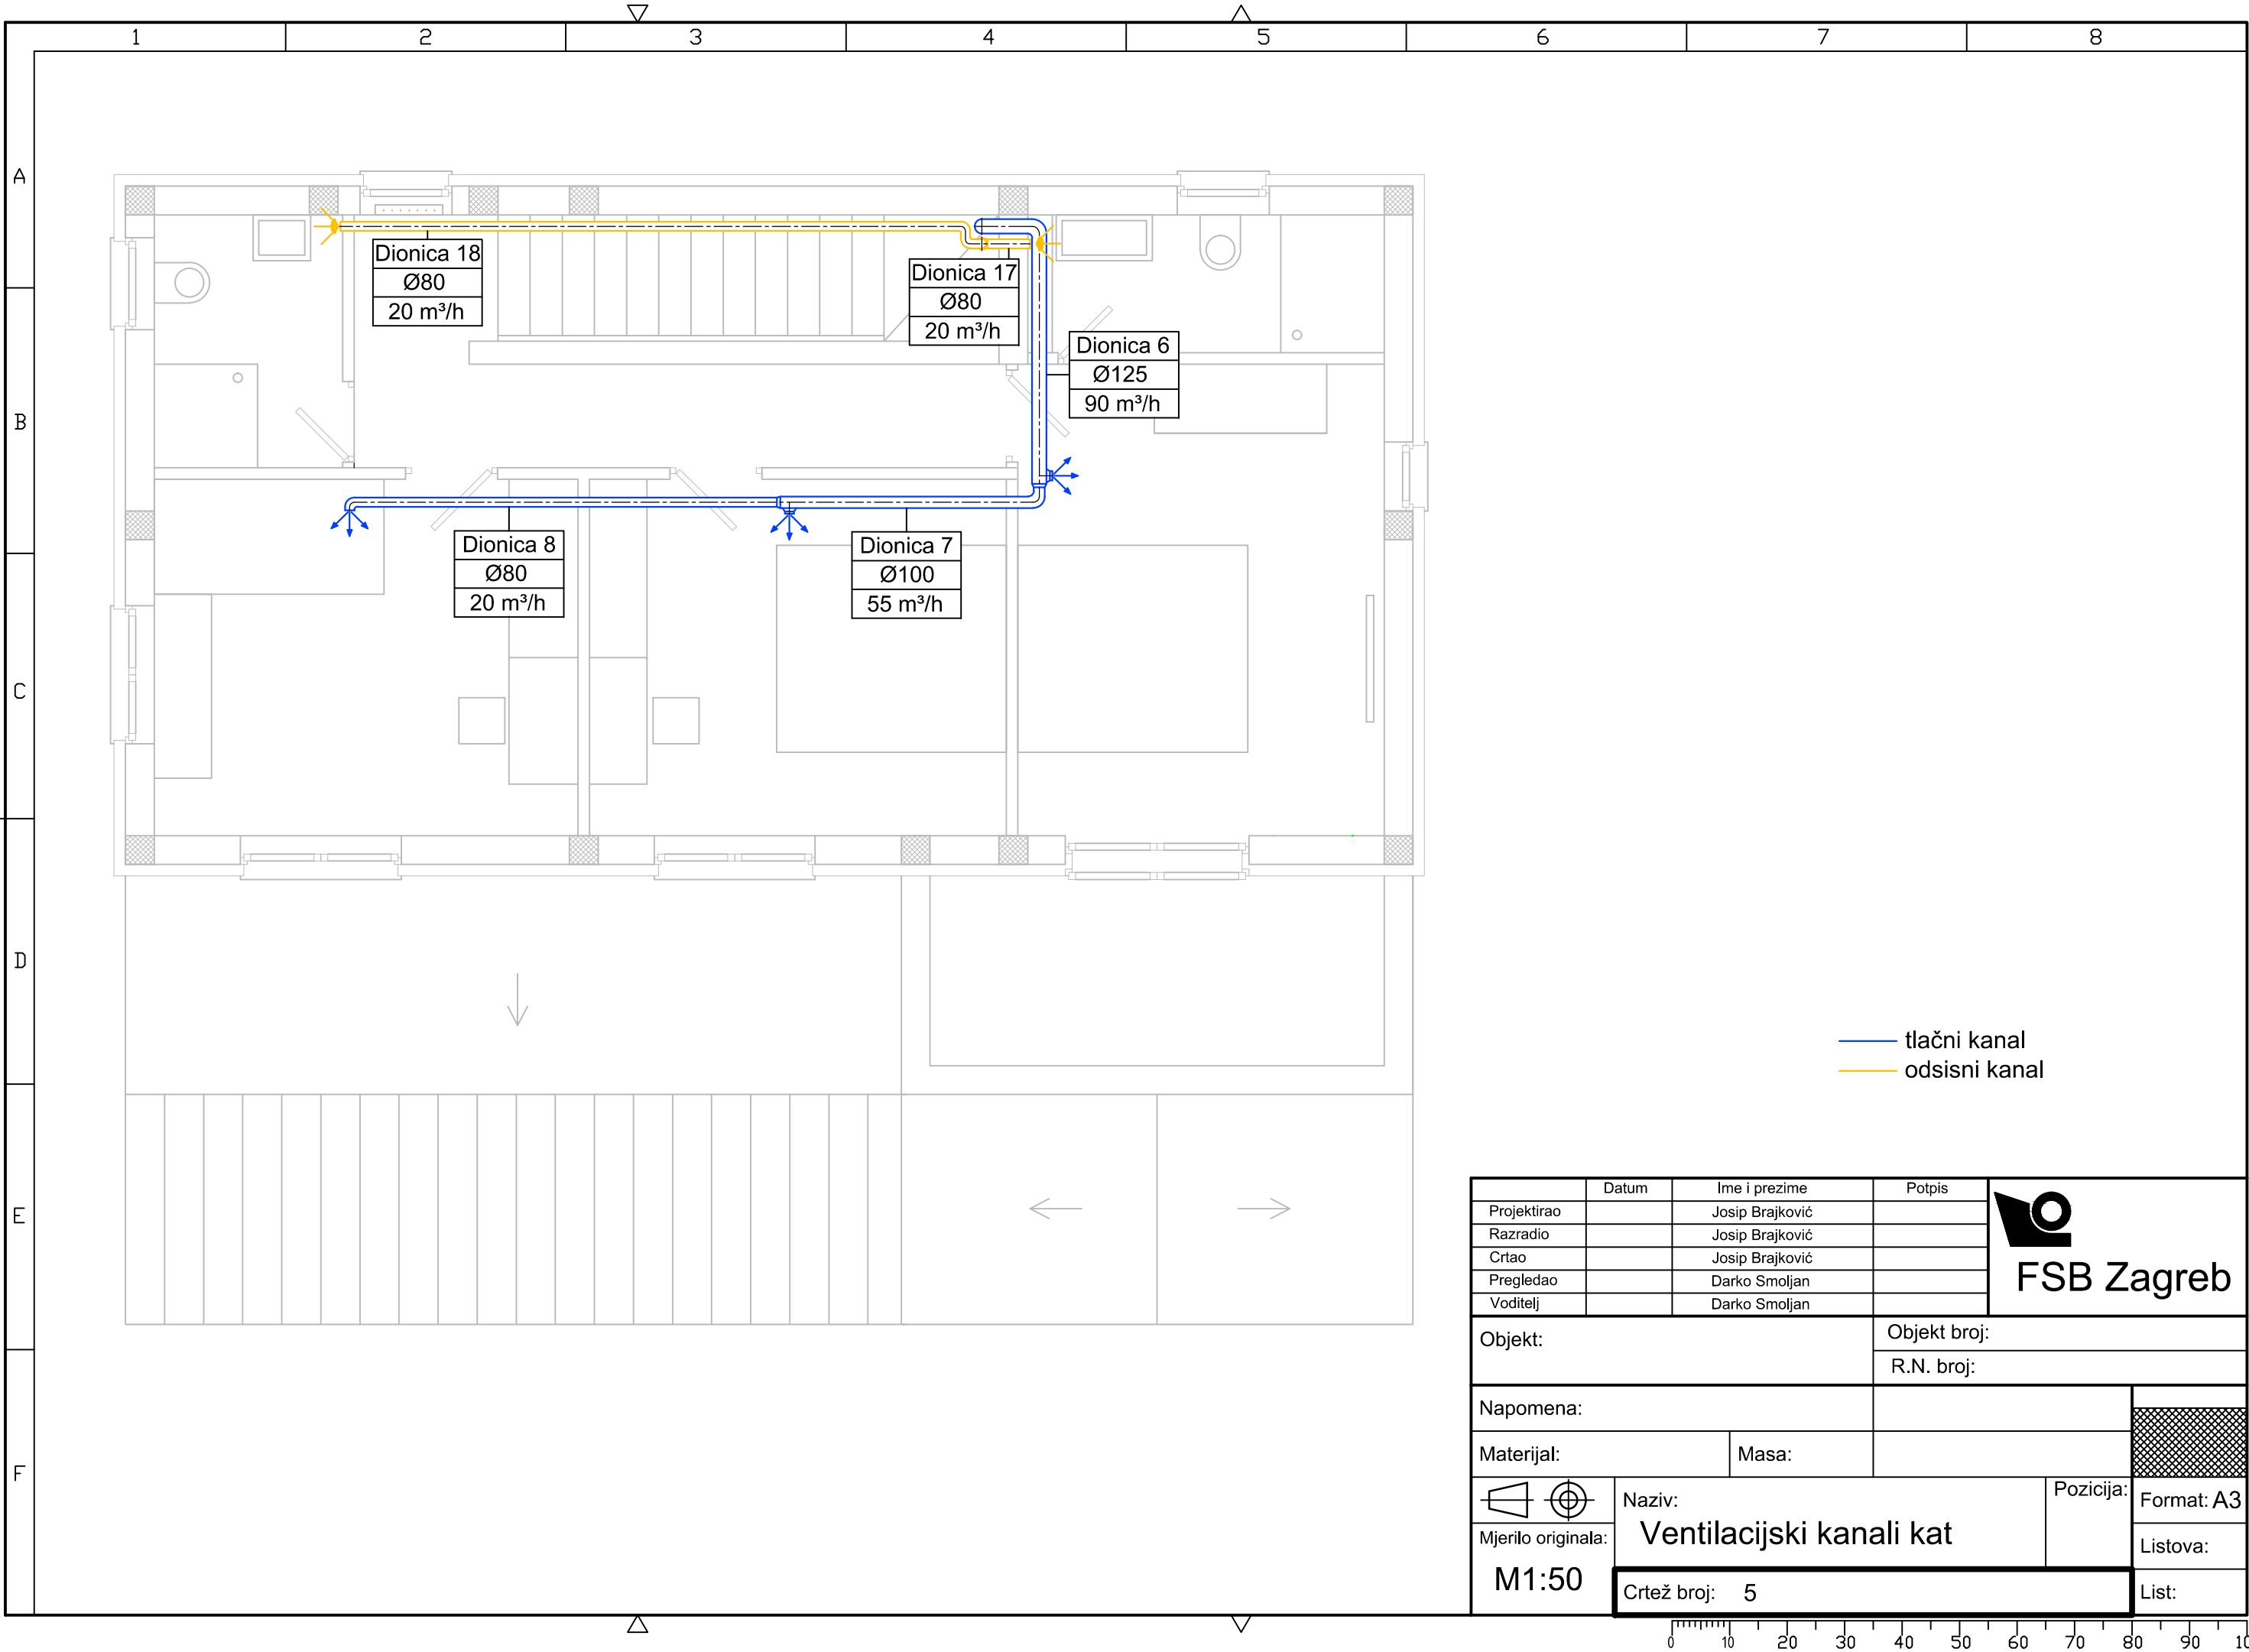 1 2 3 4 5 6 7 8
A
B
C
D
E
F
Dionica 18
Ø80
20 m³/h
Dionica 17
Ø80
20 m³/h
Dionica 6
Ø125
90 m³/h
Dionica 8
Ø80
20 m³/h
Dionica 7
Ø100
55 m³/h
tlačni kanal
odsisni kanal
Datum Ime i prezime Potpis
Projektirao Josip Brajković
Razradio Josip Brajković
Crtao Josip Brajković
Pregledao Darko Smoljan
Voditelj Darko Smoljan
FSB Zagreb
Objekt:
Objekt broj:
R.N. broj:
Napomena:
Materijal: Masa:
Naziv:
Ventilacijski kanali kat
Pozicija:
Format: A3
Mjerilo originala:
M1:50
Listova:
Crtež broj: 5
List:
0 10 20 30 40 50 60 70 80 90